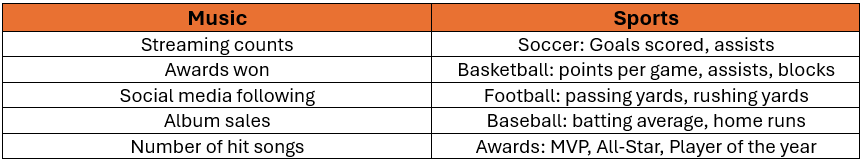 Music Sports
Streaming counts Soccer: Goals scored, assists
Awards won Basketball: points per game, assists, blocks
Social media following Football: passing yards, rushing yards
Album sales Baseball: batting average, home runs
Number of hit songs Awards: MVP, All-Star, Player of the year